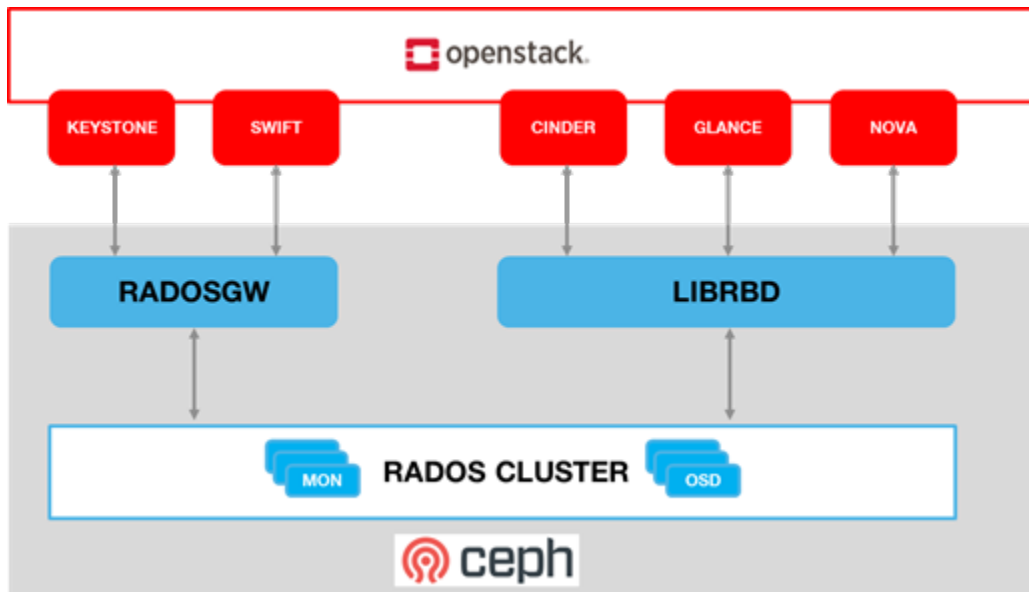 openstack.
KEYSTONE
SWIFT
CINDER
GLANCE
NOVA
RADOSGW
LIBRBD
MON
RADOS CLUSTER
OSD
ceph